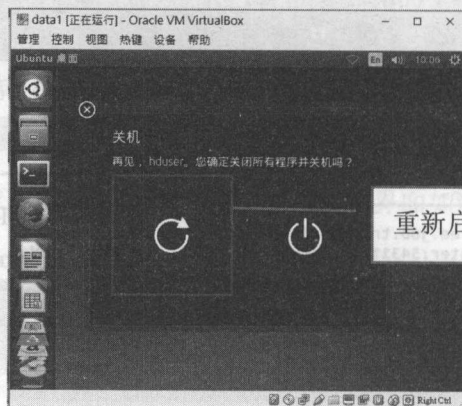 data1 [正在运行] - Oracle VM VirtualBox
管理 控制 视图 热键 设备 帮助
Ubuntu 桌面 En 10:06
关机
再见，hduser。您确定关闭所有程序并关机吗？
重新启
Right Ctrl